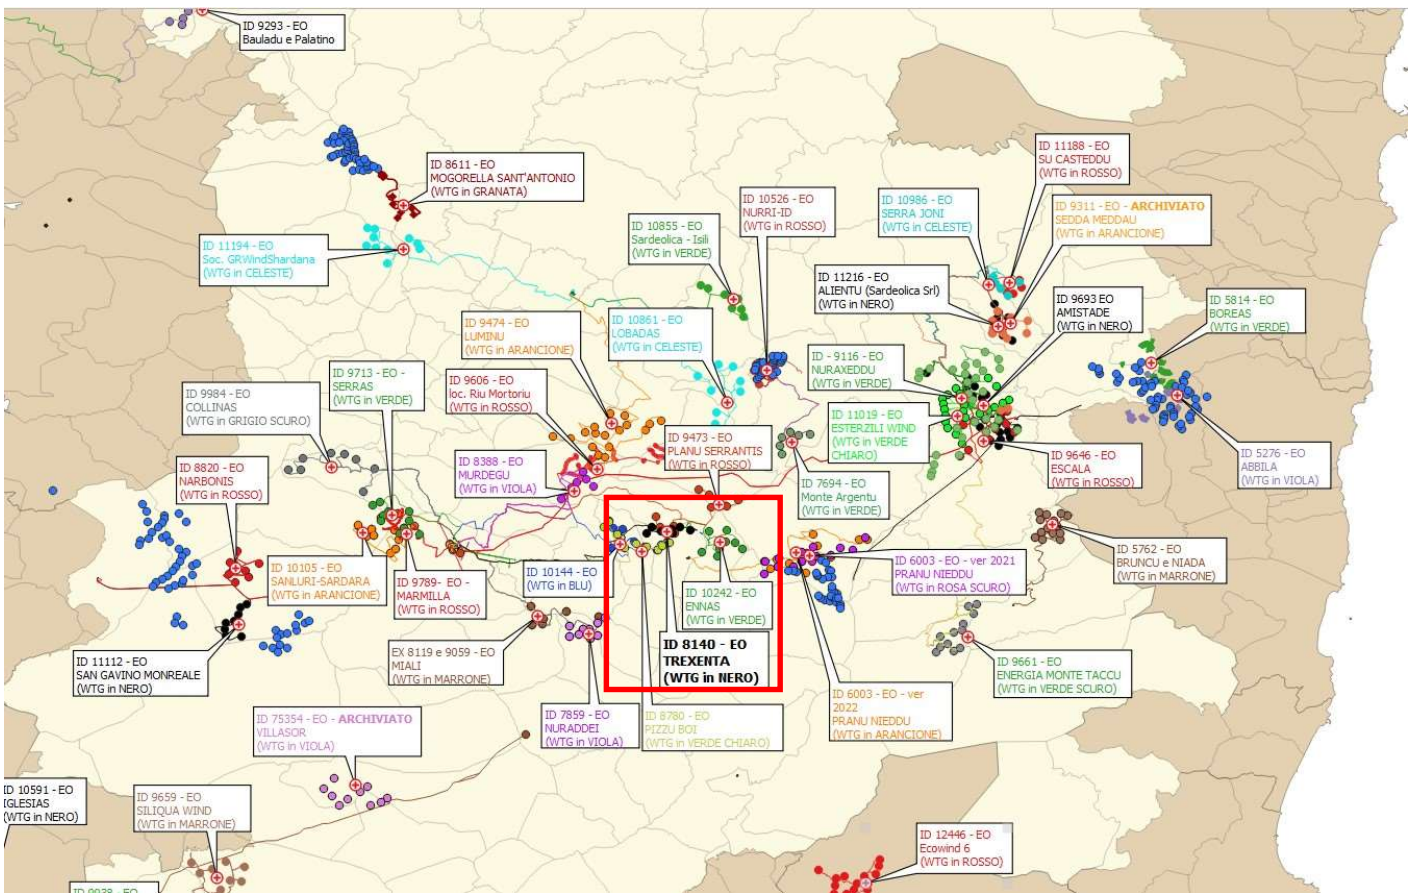 ID 9293 - EO
Bauladu e Palatino
ID 8611 - EO
MOGORELLA SANT'ANTONIO
(WTG in GRANATA)
ID 11194 - EO
Soc. GRWindShardana
(WTG in CELESTE)
ID 10855 - EO
Sardeolica - Isili
(WTG in VERDE)
ID 10526 - EO
NURRI-ID
(WTG in ROSSO)
ID 10986 - EO
SERRA JONI
(WTG in CELESTE)
ID 11188 - EO
SU CASTEDDU
(WTG in ROSSO)
ID 9311 - EO - ARCHIVIATO
SEDDA MEDDAU
(WTG in ARANCIONE)
ID 11216 - EO
ALIENTU (Sardeolica Srl)
(WTG in NERO)
ID 9693 EO
AMISTADE
(WTG in NERO)
ID 5814 - EO
BOREAS
(WTG in VERDE)
ID 9474 - EO
LUMINU
(WTG in ARANCIONE)
ID 10861 - EO
LOBADAS
(WTG in CELESTE)
ID - 9116 - EO
NURAXEDDU
(WTG in VERDE)
ID 9713 - EO -
SERRAS
(WTG in VERDE)
ID 9606 - EO
loc. Riu Mortoriu
(WTG in ROSSO)
ID 9984 - EO
COLLINAS
(WTG in GRIGIO SCURO)
ID 11019 - EO
ESTERZILI WIND
(WTG in VERDE
CHIARO)
ID 9473 - EO
PLANU SERRANTIS
(WTG in ROSSO)
ID 9646 - EO
ESCALA
(WTG in ROSSO)
ID 5276 - EO
ABBILA
(WTG in VIOLA)
ID 8820 - EO
NARBONIS
(WTG in ROSSO)
ID 8388 - EO
MURDEGU
(WTG in VIOLA)
ID 7694 - EO
Monte Argentu
(WTG in VERDE)
ID 10105 - EO
SANLURI-SARDARA
(WTG in ARANCIONE)
ID 9789- EO -
MARMILLA
(WTG in ROSSO)
ID 10144 - EO
(WTG in BLU)
ID 10242 - EO
ENNAS
(WTG in VERDE)
ID 6003 - EO - ver 2021
PRANU NIEDDU
(WTG in ROSA SCURO)
ID 5762 - EO
BRUNCU e NIADA
(WTG in MARRONE)
ID 11112 - EO
SAN GAVINO MONREALE
(WTG in NERO)
EX 8119 e 9059 - EO
MIALI
(WTG in MARRONE)
ID 8140 - EO
TREXENTA
(WTG in NERO)
ID 9661 - EO
ENERGIA MONTE TACCU
(WTG in VERDE SCURO)
ID 6003 - EO - ver
2022
PRANU NIEDDU
(WTG in ARANCIONE)
ID 75354 - EO - ARCHIVIATO
VILLASOR
(WTG in VIOLA)
ID 7859 - EO
NURADDEI
(WTG in VIOLA)
ID 8780 - EO
PIZZU BOI
(WTG in VERDE CHIARO)
ID 10591 - EO
IGLESIAS
(WTG in NERO)
ID 9659 - EO
SILIQUA WIND
(WTG in MARRONE)
ID 12446 - EO
Ecowind 6
(WTG in ROSSO)